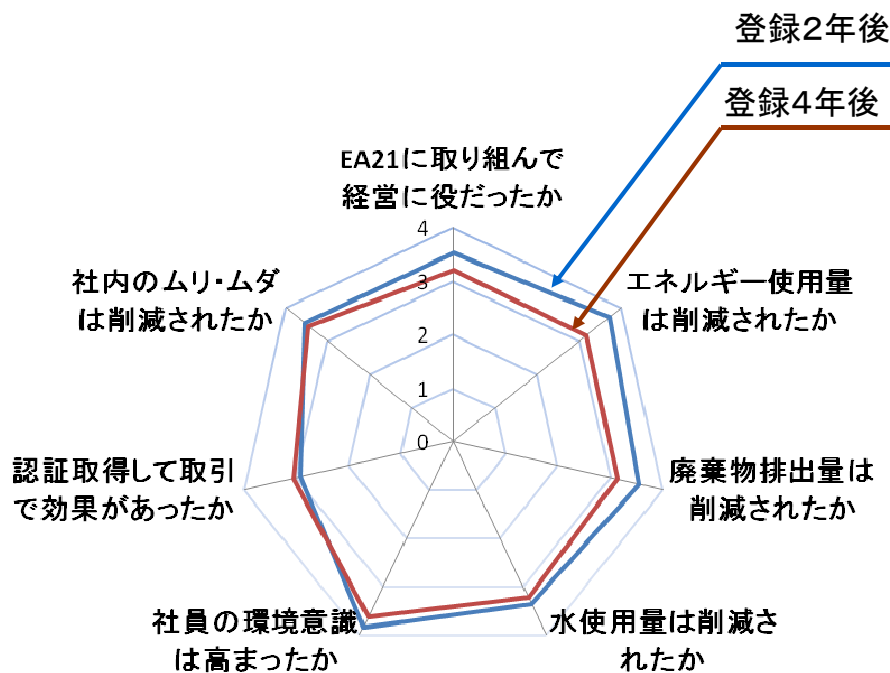 登録2年後
登録4年後
EA21に取り組んで
経営に役だったか
4
3
2
1
0
エネルギー使用量
は削減されたか
廃棄物排出量は
削減されたか
水使用量は削減さ
れたか
社員の環境意識
は高まったか
認証取得して取引
で効果があったか
社内のムリ・ムダ
は削減されたか